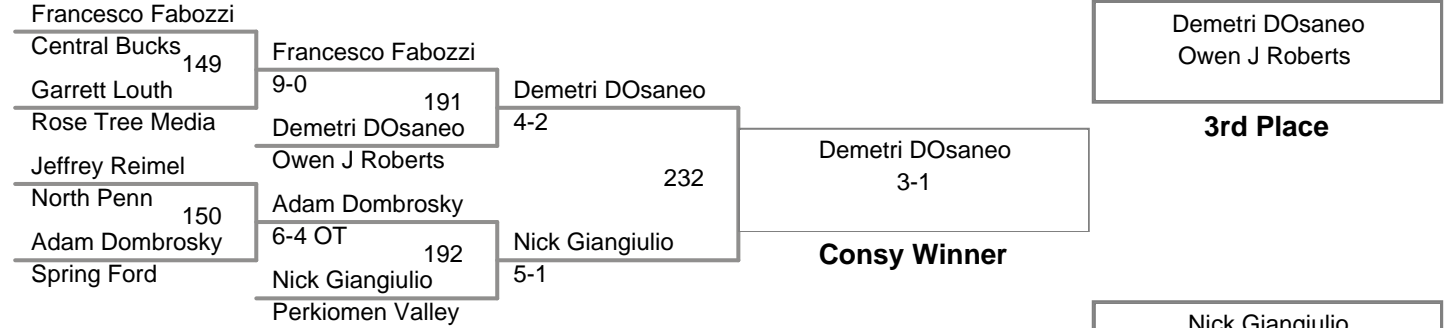 Francesco Fabozzi
Central Bucks
149
Garrett Louth
Rose Tree Media
Jeffrey Reimel
North Penn
150
Adam Dombrosky
Spring Ford
Francesco Fabozzi
9-0
191
Demetri DOsaneo
Owen J Roberts
Adam Dombrosky
6-4 OT
192
Nick Giangiulio
Perkiomen Valley
Demetri DOsaneo
4-2
232
Nick Giangiulio
5-1
Demetri DOsaneo
3-1
Consy Winner
Demetri DOsaneo
Owen J Roberts
3rd Place
Nick Giangiulio